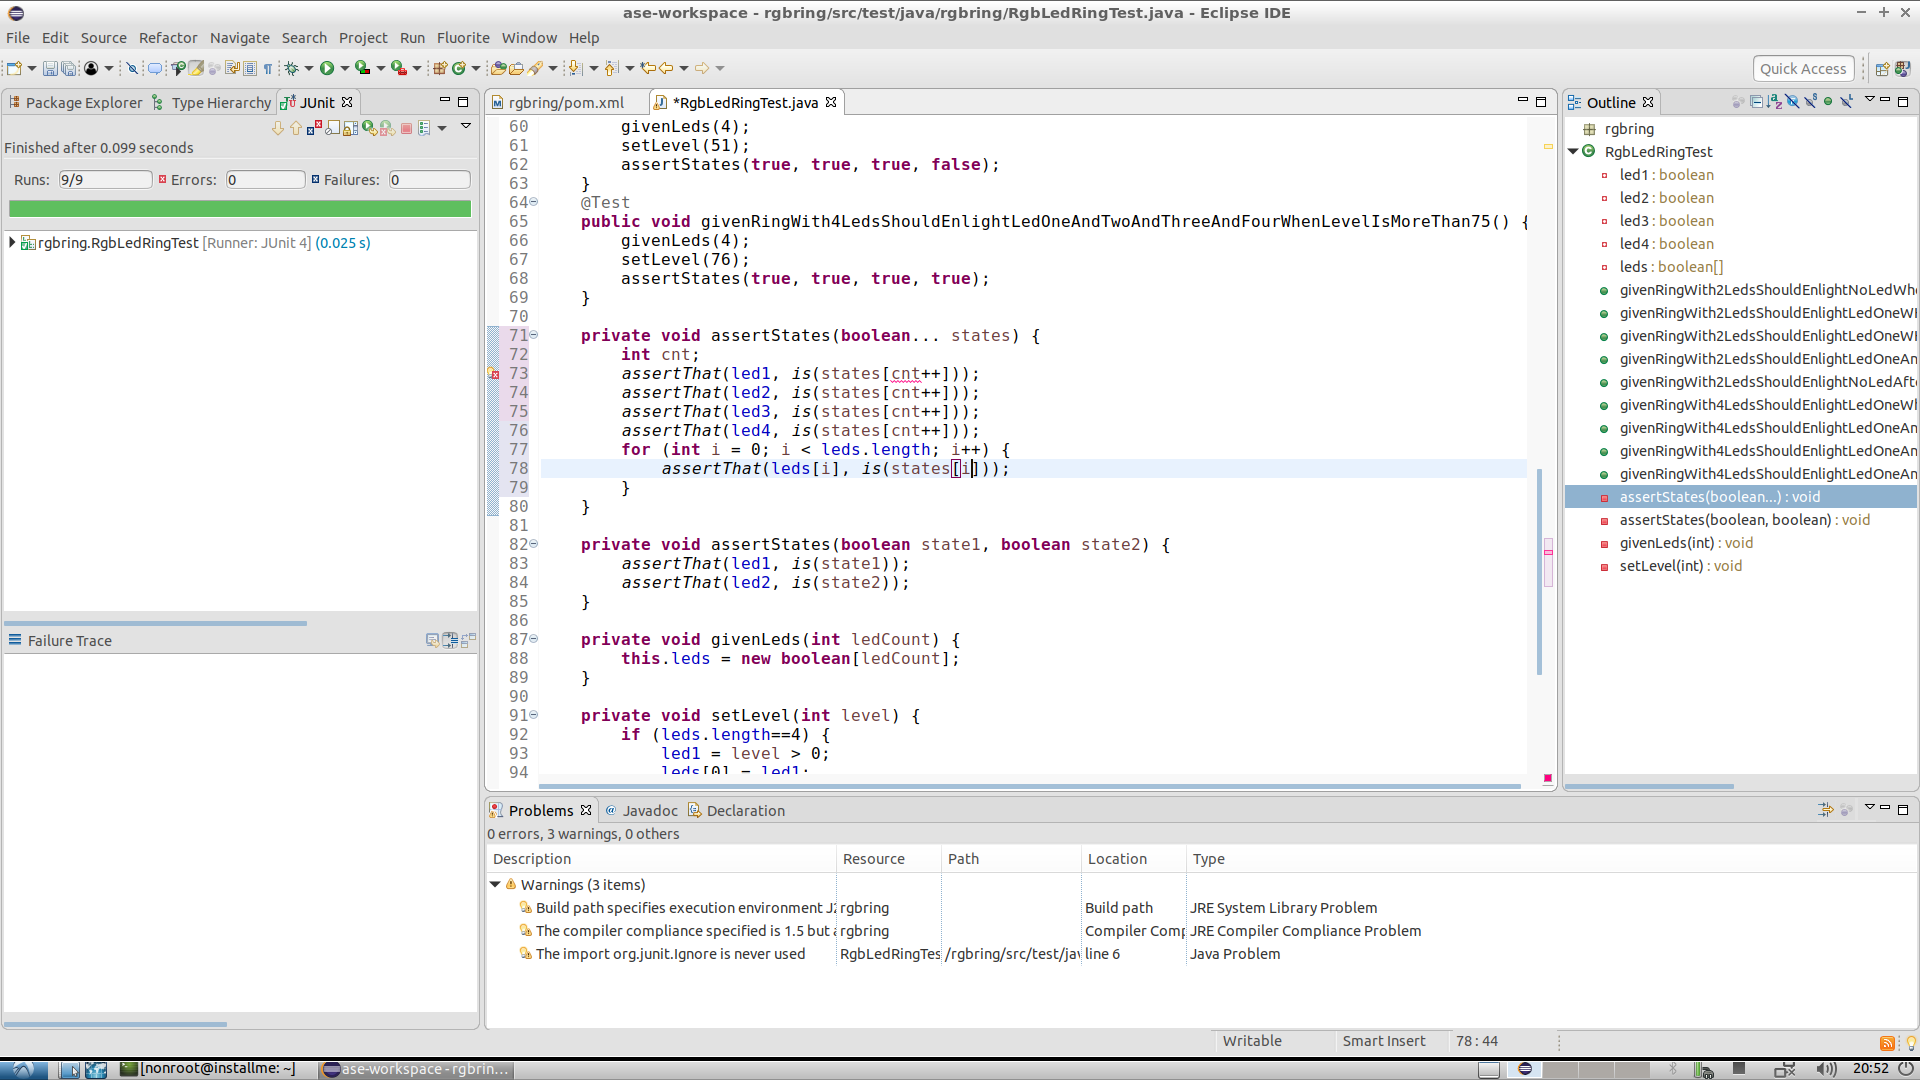 ase-workspace - rgbring/src/test/java/rgbring/RgbLedRingTest.java - Eclipse IDE
File Edit Source Refactor Navigate Search Project Run Fluorite Window Help
Quick Access
Package Explorer Type Hierarchy JUnit
Finished after 0.099 seconds
Runs: 9/9 Errors: 0 Failures: 0
rgbring.RgbLedRingTest [Runner: JUnit 4] (0.025 s)
Failure Trace
rgbring/pom.xml *RgbLedRingTest.java
60 givenLeds(4);
61 setLevel(51);
62 assertStates(true, true, true, false);
63 }
64 @Test
65 public void givenRingWith4LedsShouldEnlightLedOneAndTwoAndThreeAndFourWhenLevelIsMoreThan75() {
66 givenLeds(4);
67 setLevel(76);
68 assertStates(true, true, true, true);
69 }
70
71 private void assertStates(boolean... states) {
72 int cnt;
73 assertThat(led1, is(states[cnt++]));
74 assertThat(led2, is(states[cnt++]));
75 assertThat(led3, is(states[cnt++]));
76 assertThat(led4, is(states[cnt++]));
77 for (int i = 0; i < leds.length; i++) {
78 assertThat(leds[i], is(states[i]));
79 }
80 }
81
82 private void assertStates(boolean state1, boolean state2) {
83 assertThat(led1, is(state1));
84 assertThat(led2, is(state2));
85 }
86
87 private void givenLeds(int ledCount) {
88 this.leds = new boolean[ledCount];
89 }
90
91 private void setLevel(int level) {
92 if (leds.length==4) {
93 led1 = level > 0;
94 leds[0] = led1;
Outline
rgbring
RgbLedRingTest
led1 : boolean
led2 : boolean
led3 : boolean
led4 : boolean
leds : boolean[]
givenRingWith2LedsShouldEnlightNoLedWhe
givenRingWith2LedsShouldEnlightLedOneWh
givenRingWith2LedsShouldEnlightLedOneWh
givenRingWith2LedsShouldEnlightLedOneAn
givenRingWith2LedsShouldEnlightNoLedAfte
givenRingWith4LedsShouldEnlightLedOneWh
givenRingWith4LedsShouldEnlightLedOneAn
givenRingWith4LedsShouldEnlightLedOneAn
givenRingWith4LedsShouldEnlightLedOneAn
assertStates(boolean...) : void
assertStates(boolean, boolean) : void
givenLeds(int) : void
setLevel(int) : void
Problems Javadoc Declaration
0 errors, 3 warnings, 0 others
Description Resource Path Location Type
Warnings (3 items)
Build path specifies execution environment J2 rgbring Build path JRE System Library Problem
The compiler compliance specified is 1.5 but a rgbring Compiler Comp JRE Compiler Compliance Problem
The import org.junit.Ignore is never used RgbLedRingTes /rgbring/src/test/jav line 6 Java Problem
Writable Smart Insert 78 : 44
[nonroot@installme: ~] ase-workspace - rgbrin... 20:52